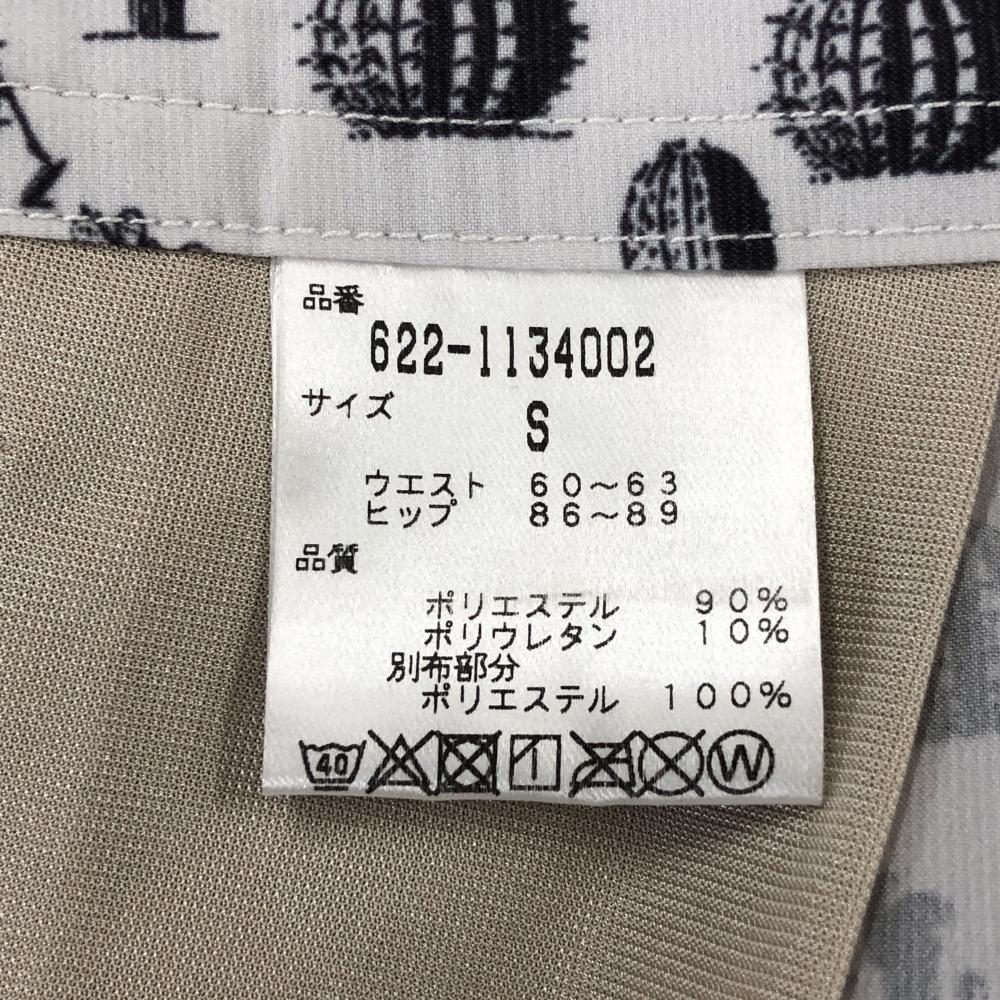 品番
622-1134002
サイズ
S
ウエスト 60〜63
ヒップ 86〜89
品質
ポリエステル 90%
ポリウレタン 10%
別布部分
ポリエステル 100%
40 W